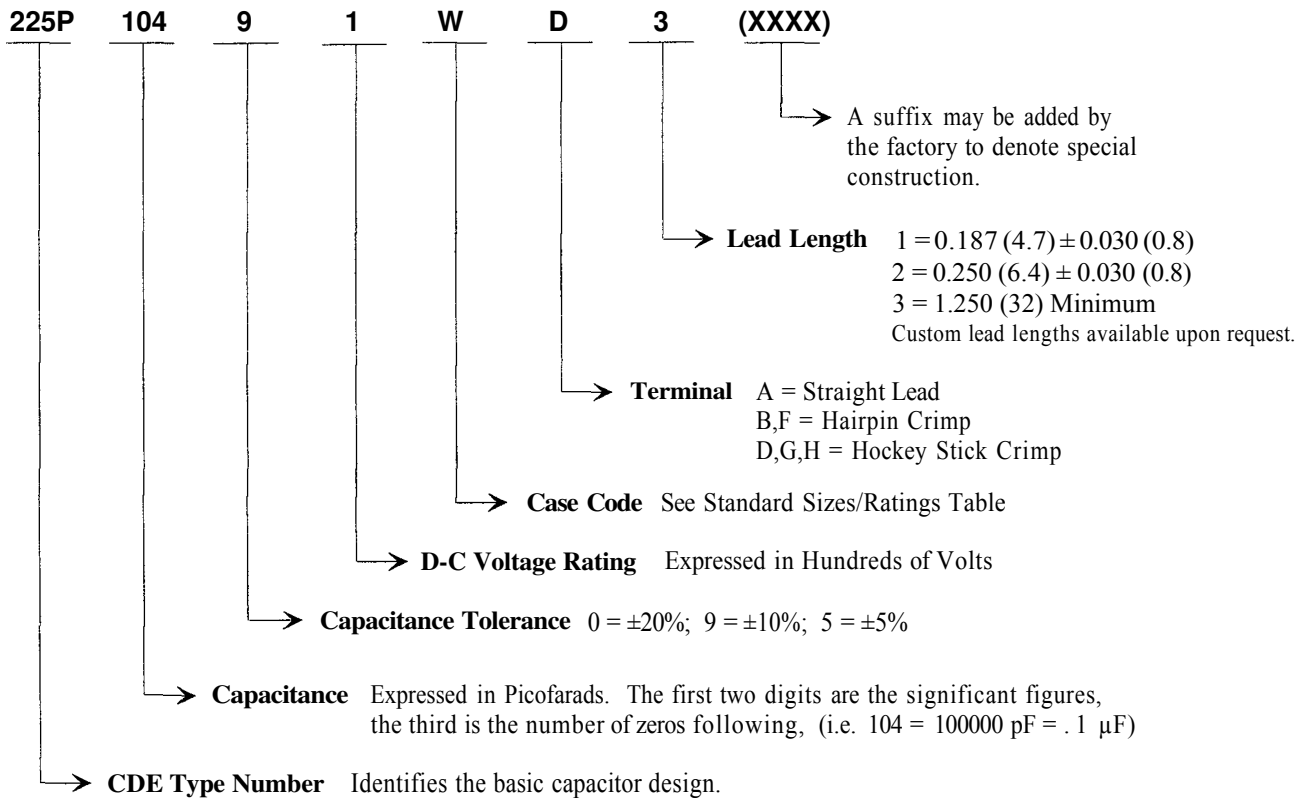 225P 104 9 1 W D 3 (XXXX)
A suffix may be added by
the factory to denote special
construction.
Lead Length 1 = 0.187 (4.7) ± 0.030 (0.8)
2 = 0.250 (6.4) ± 0.030 (0.8)
3 = 1.250 (32) Minimum
Custom lead lengths available upon request.
Terminal A = Straight Lead
B,F = Hairpin Crimp
D,G,H = Hockey Stick Crimp
Case Code See Standard Sizes/Ratings Table
D-C Voltage Rating Expressed in Hundreds of Volts
Capacitance Tolerance 0 = ±20%; 9 = ±10%; 5 = ±5%
Capacitance Expressed in Picofarads. The first two digits are the significant figures,
the third is the number of zeros following, (i.e. 104 = 100000 pF = . 1 µF)
CDE Type Number Identifies the basic capacitor design.